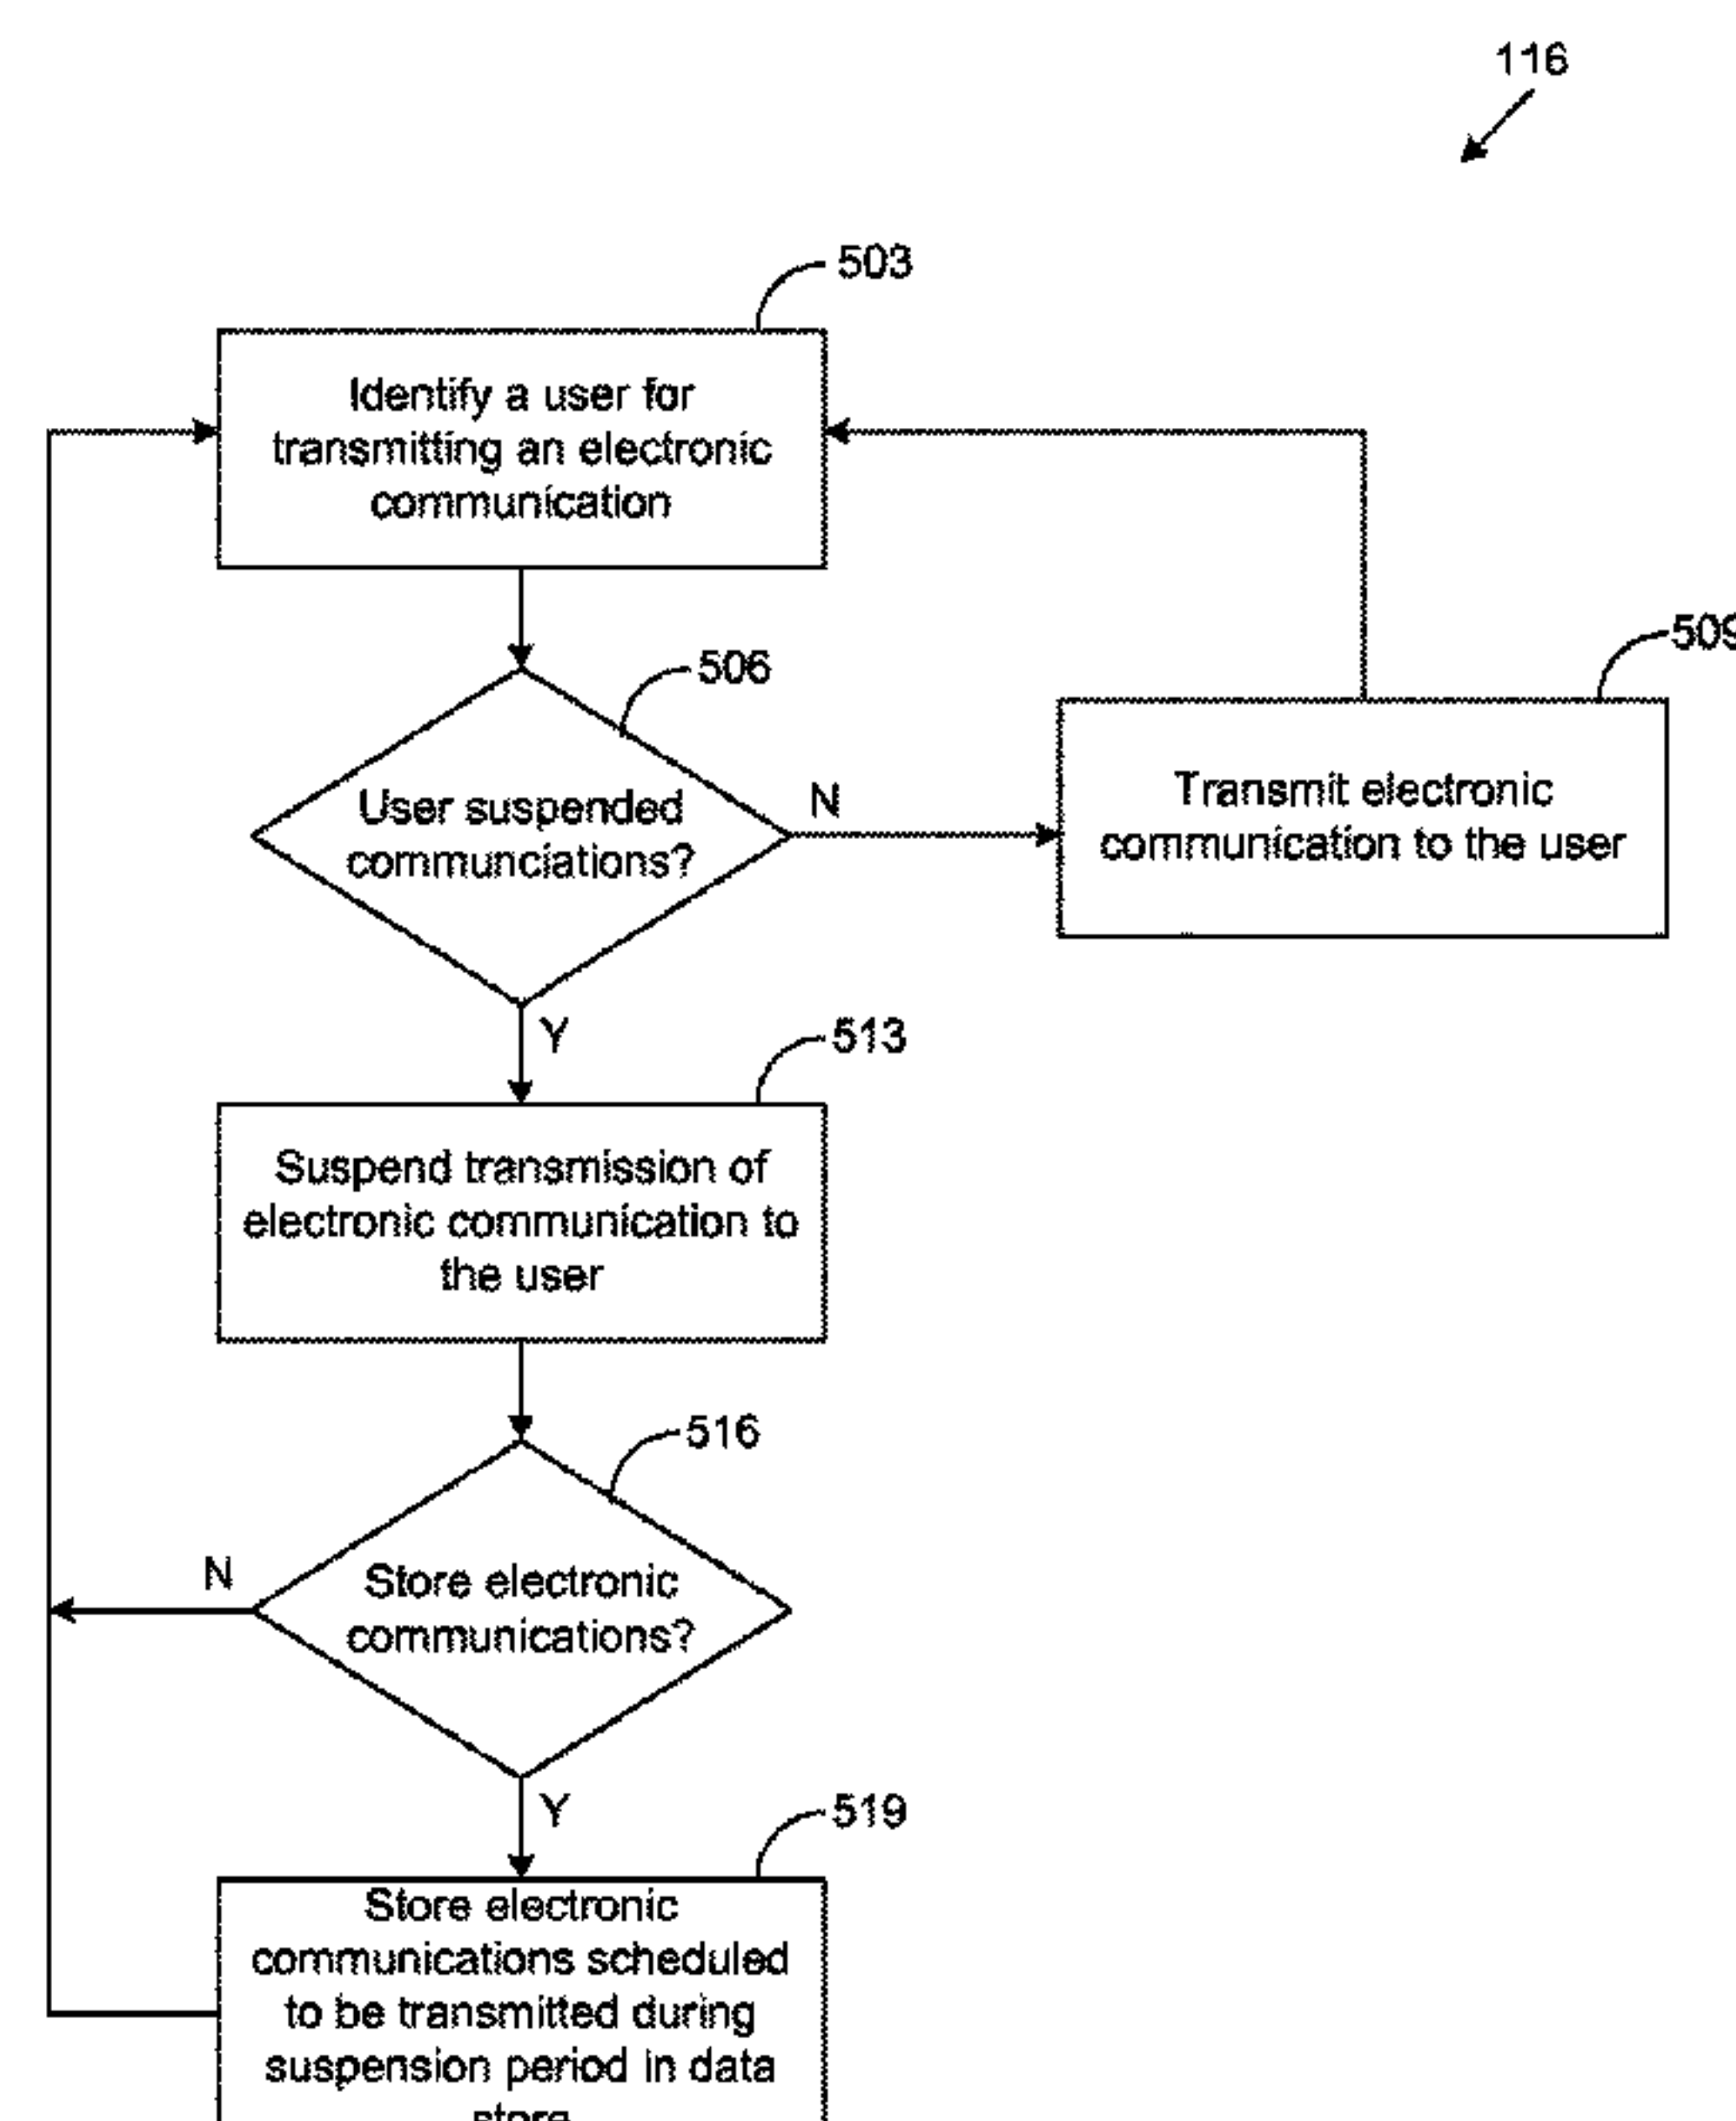 116
503
Identify a user for
transmitting an electronic
communication
506
509
User suspended
communciations?
N
Transmit electronic
communication to the user
Y
513
Suspend transmission of
electronic communication to
the user
516
N
Store electronic
communications?
Y
519
Store electronic
communications scheduled
to be transmitted during
suspension period in data
store